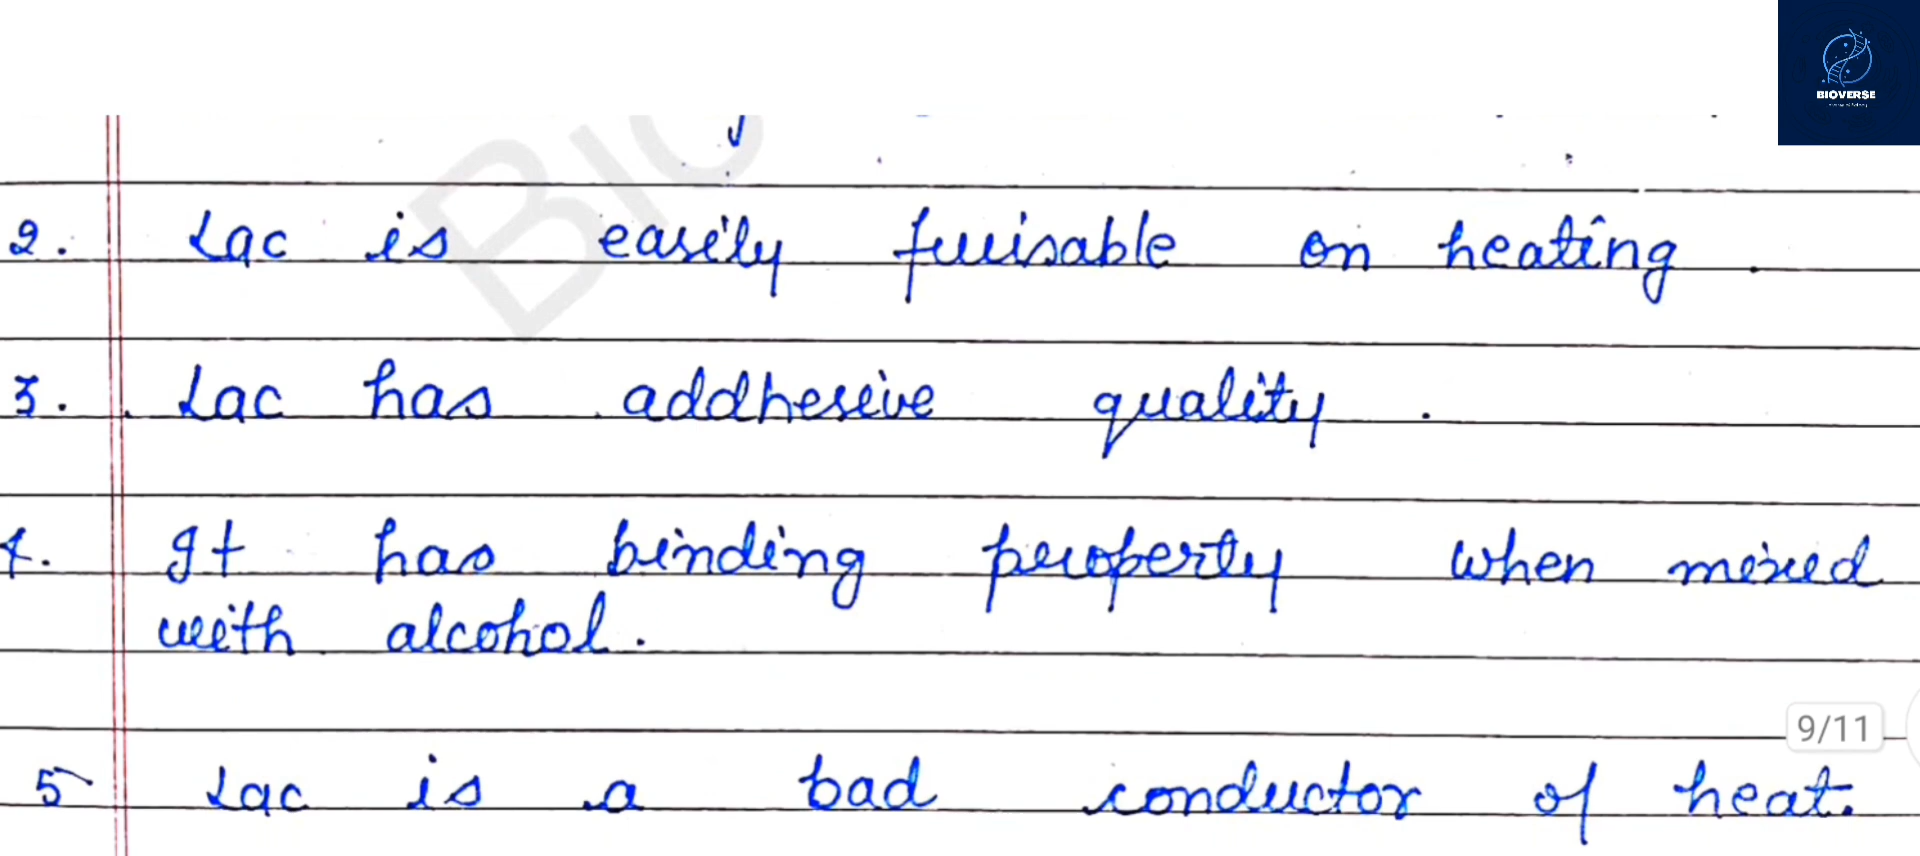 BIOVERSE
2. Lac is easily fuuisable on heating.
3. Lac has addhesive quality.
4. It has binding property when mixed
with alcohol.
9/11
5 Lac is a bad conductor of heat.